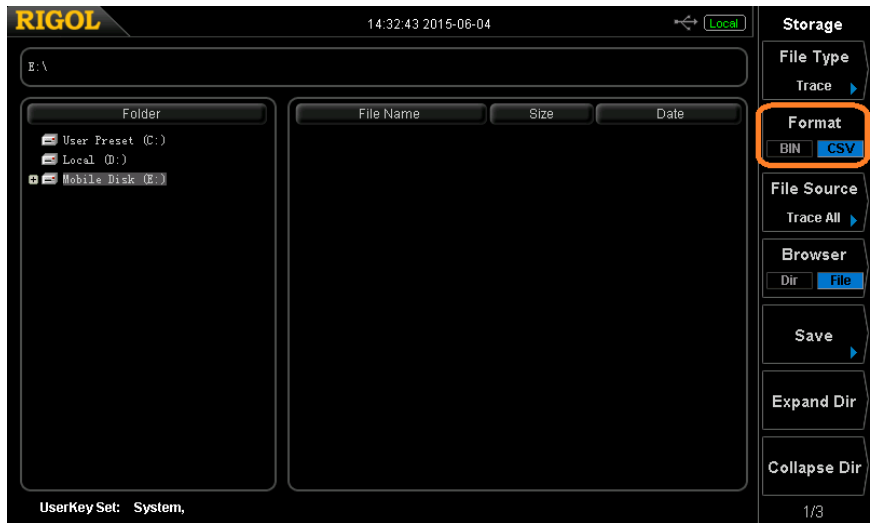 RIGOL
14:32:43 2015-06-04
Local
E:\
Folder
User Preset (C:)
Local (D:)
Mobile Disk (E:)
File Name Size Date
Storage
File Type
Trace
Format
BIN CSV
File Source
Trace All
Browser
Dir File
Save
Expand Dir
Collapse Dir
1/3
UserKey Set: System,